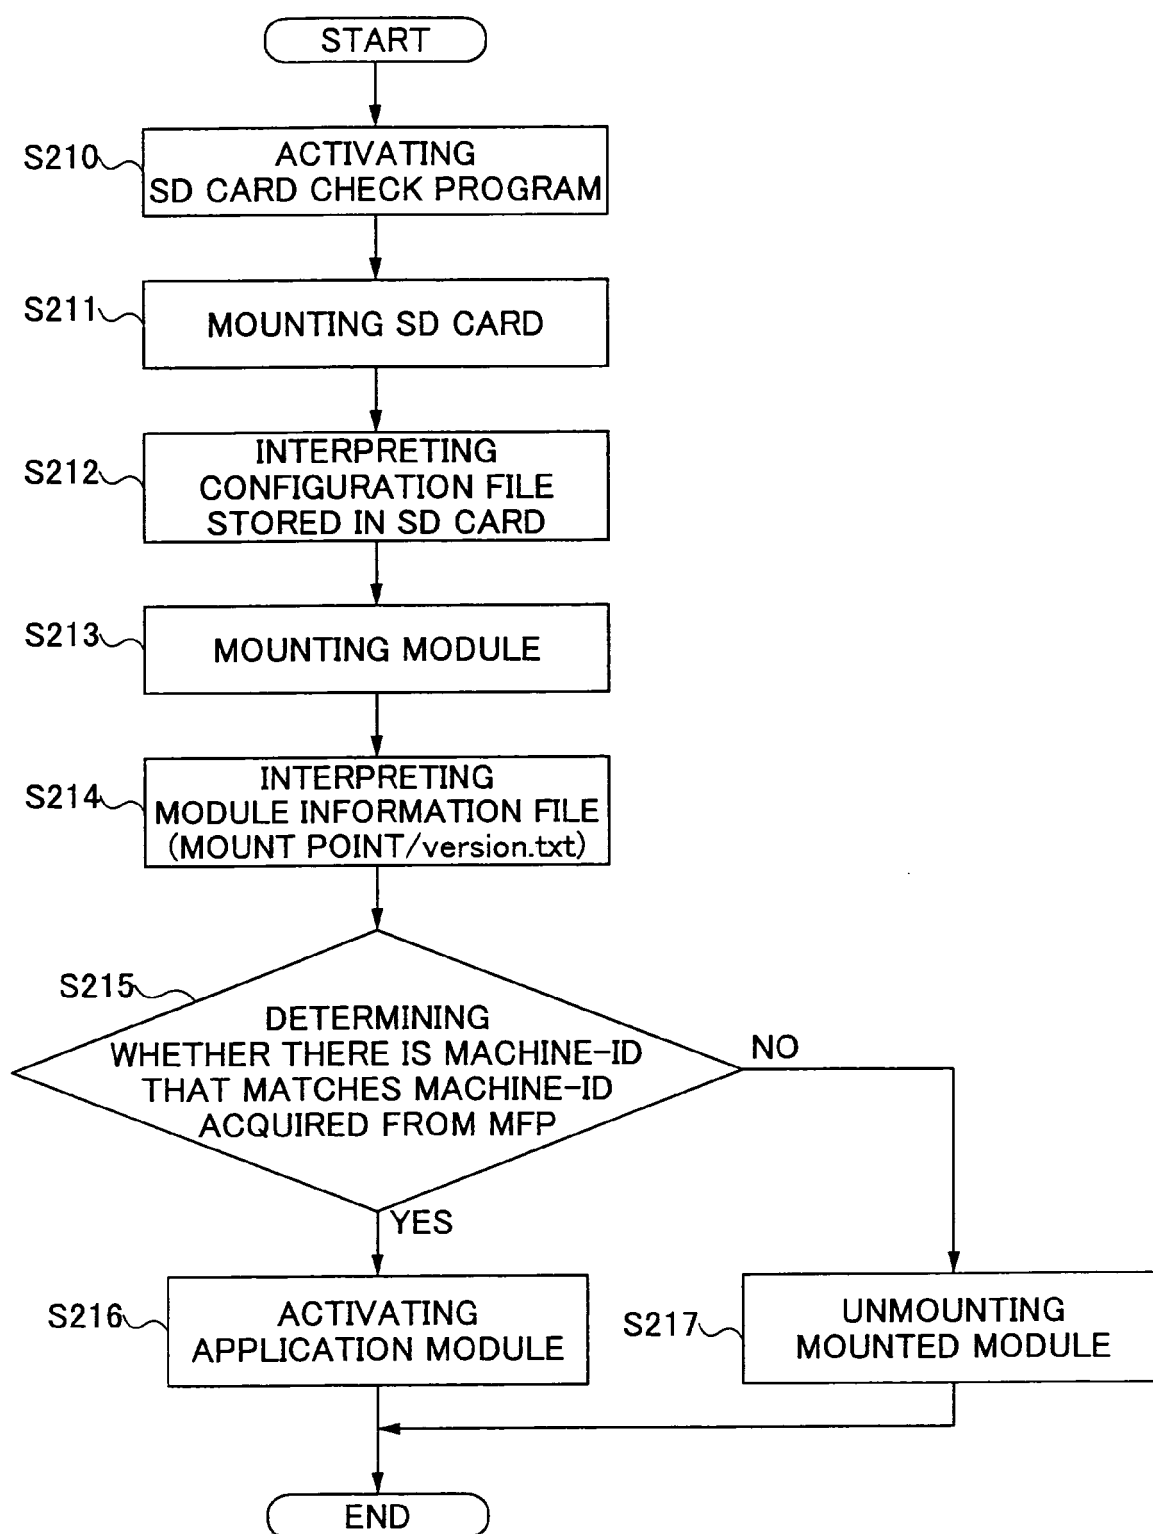 START
S210
ACTIVATING
SD CARD CHECK PROGRAM
S211
MOUNTING SD CARD
S212
INTERPRETING
CONFIGURATION FILE
STORED IN SD CARD
S213
MOUNTING MODULE
S214
INTERPRETING
MODULE INFORMATION FILE
(MOUNT POINT/version.txt)
S215
DETERMINING
WHETHER THERE IS MACHINE-ID
THAT MATCHES MACHINE-ID
ACQUIRED FROM MFP
NO
YES
S216
ACTIVATING
APPLICATION MODULE
S217
UNMOUNTING
MOUNTED MODULE
END